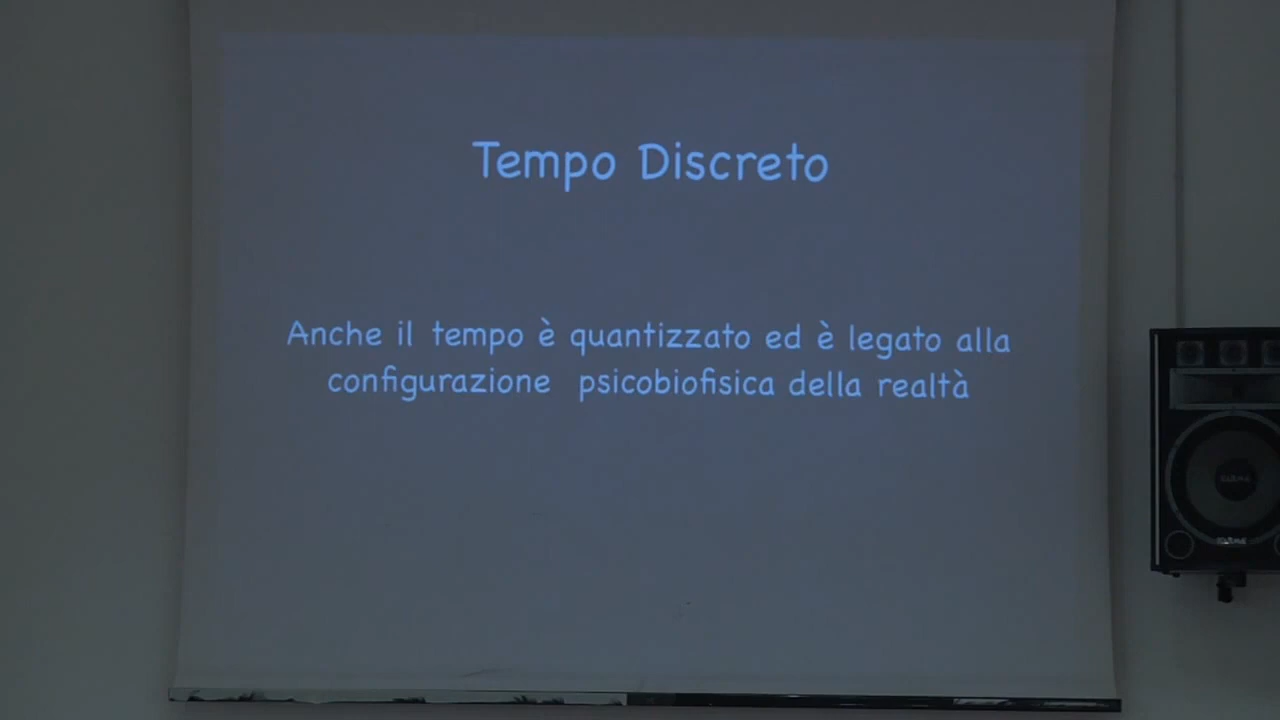 Tempo Discreto
Anche il tempo è quantizzato ed è legato alla
configurazione psicobiofisica della realtà